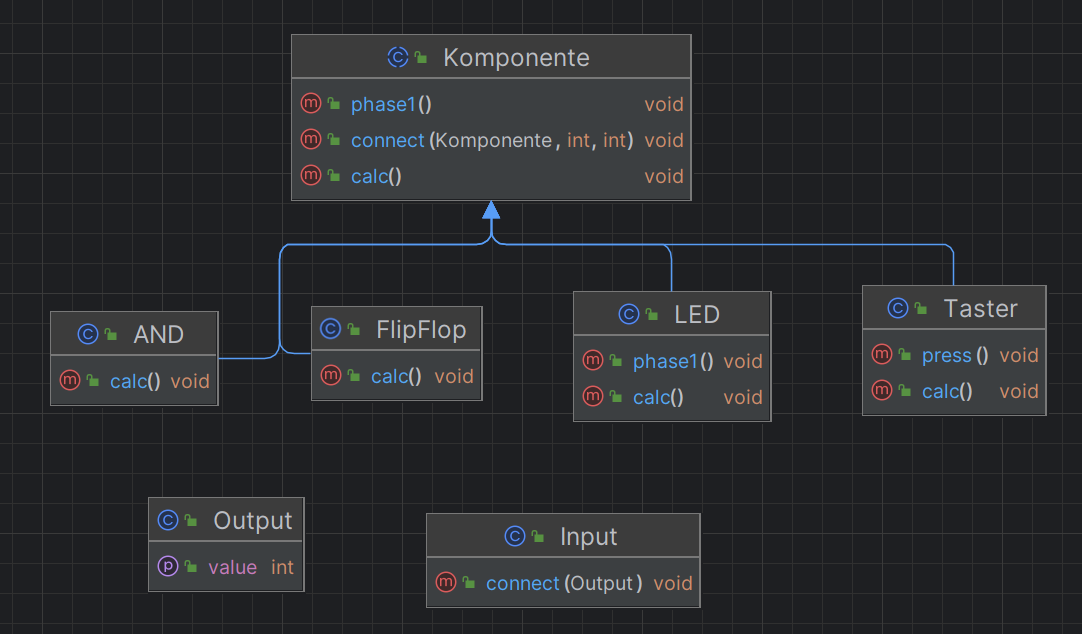 Komponente
phase1() void
connect(Komponente, int, int) void
calc() void
AND
calc() void
FlipFlop
calc() void
LED
phase1() void
calc() void
Taster
press() void
calc() void
Output
value int
Input
connect(Output) void